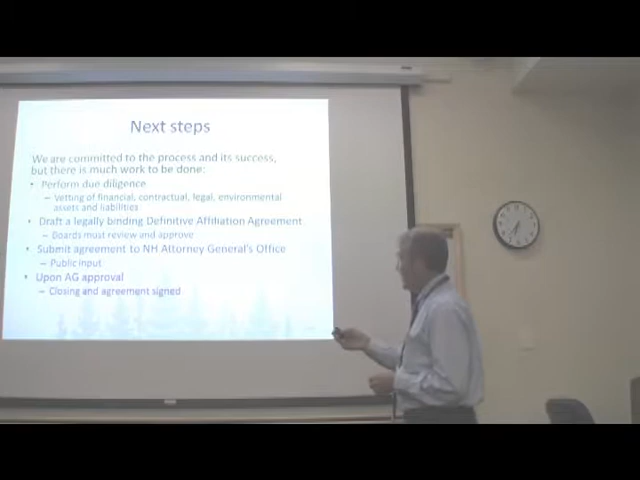 Next steps
We are committed to the process and its success,
but there is much work to be done:
• Perform due diligence
– Vetting of financial, contractual, legal, environmental
assets and liabilities
• Draft a legally binding Definitive Affiliation Agreement
– Boards must review and approve
• Submit agreement to NH Attorney General's Office
– Public input
• Upon AG approval
– Closing and agreement signed